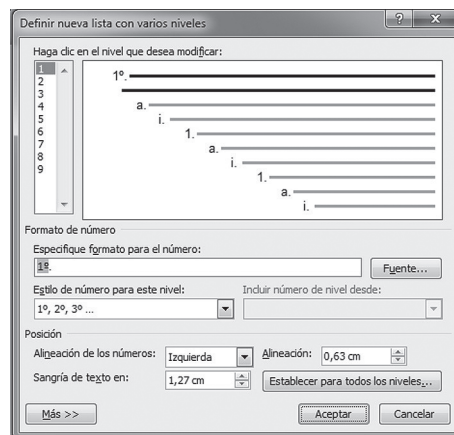 Definir nueva lista con varios niveles
Haga clic en el nivel que desea modificar:
1
2
3
4
5
6
7
8
9
1º.
a.
i.
1.
a.
i.
1.
a.
i.
Formato de número
Especifique formato para el número:
1º.
Fuente...
Estilo de número para este nivel:
Incluir número de nivel desde:
1º, 2º, 3º ...
Posición
Alineación de los números:
Izquierda
Alineación:
0,63 cm
Sangría de texto en:
1,27 cm
Establecer para todos los niveles...
Más >>
Aceptar
Cancelar